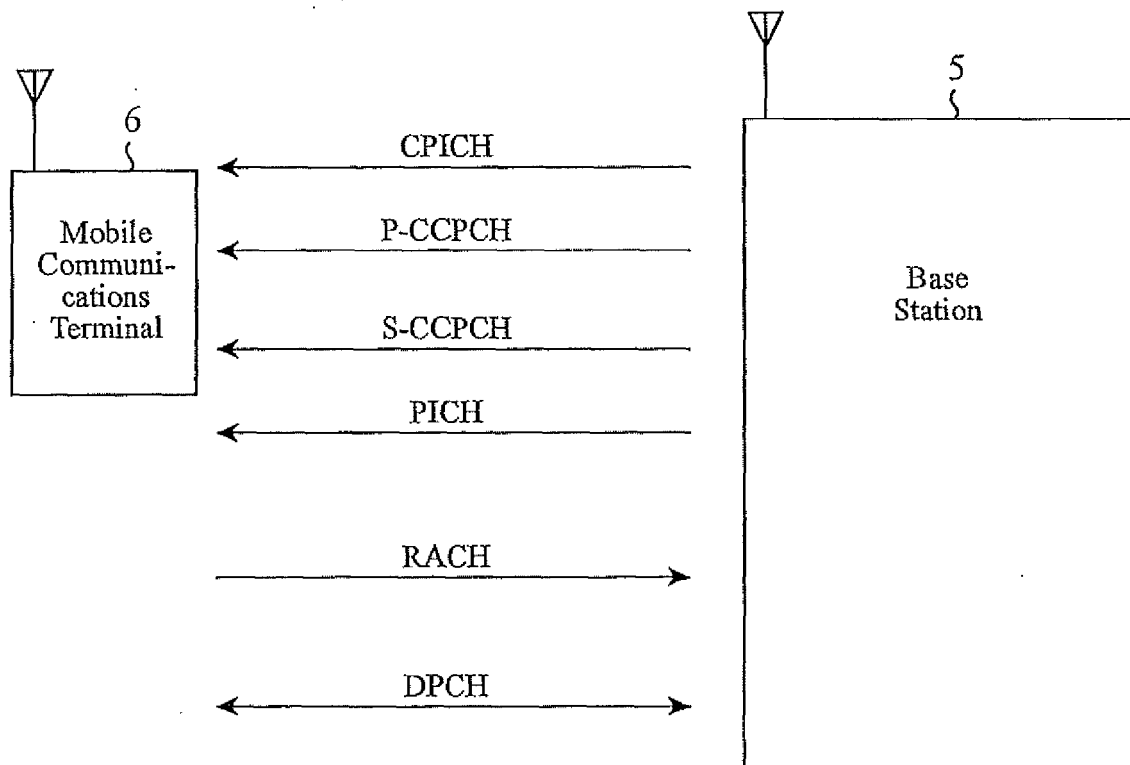 5
6
CPICH
Mobile
Communi-
cations
Terminal
P-CCPCH
Base
Station
S-CCPCH
PICH
RACH
DPCH